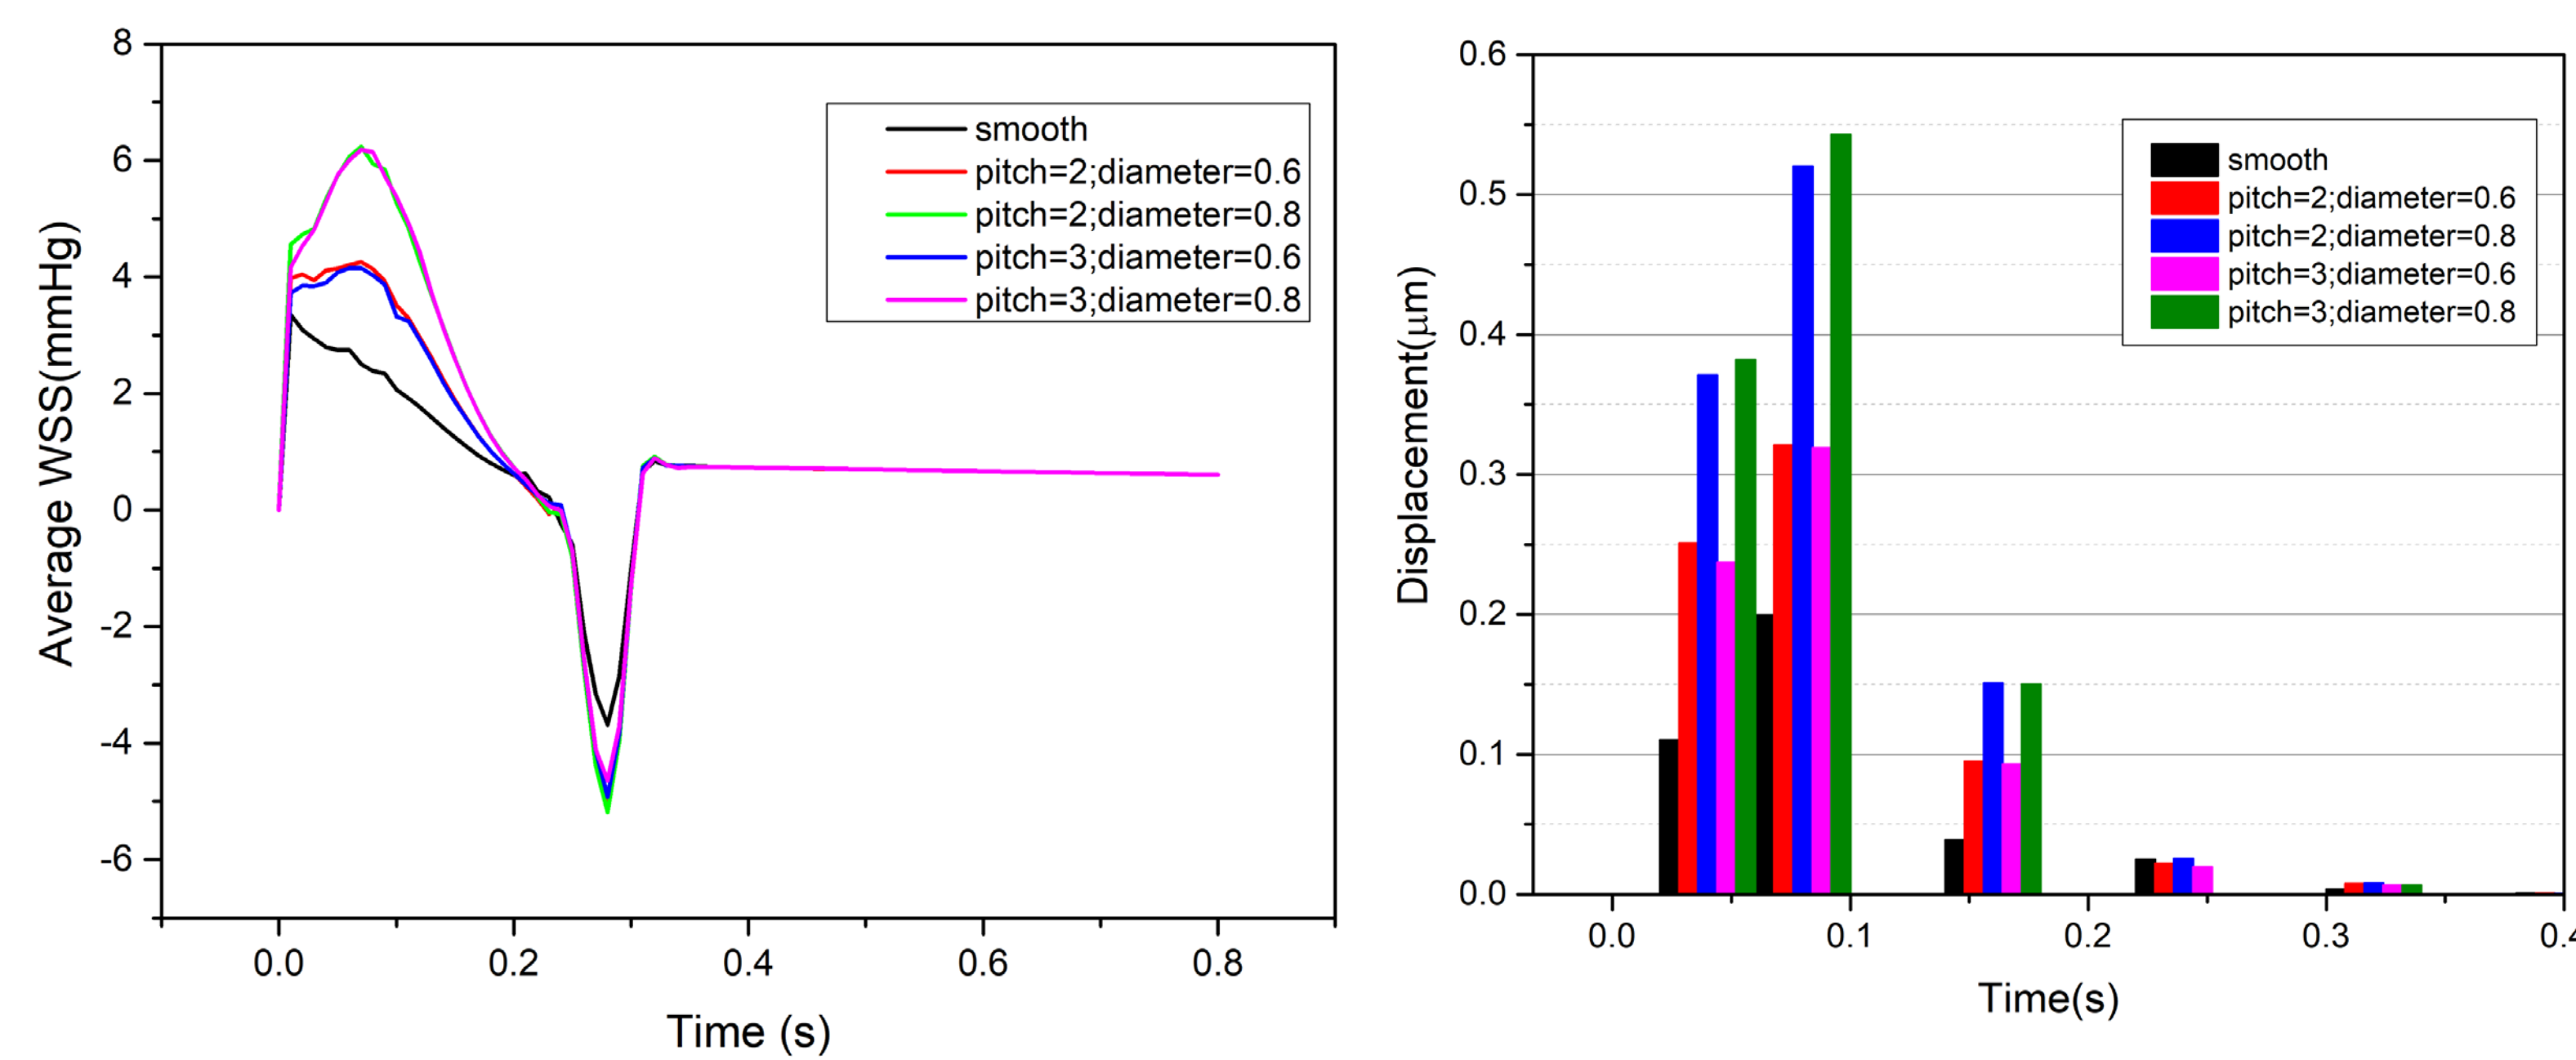 8
6
4
2
0
-2
-4
-6
Average WSS(mmHg)
smooth
pitch=2;diameter=0.6
pitch=2;diameter=0.8
pitch=3;diameter=0.6
pitch=3;diameter=0.8
0.0 0.2 0.4 0.6 0.8
Time (s)
0.6
0.5
0.4
0.3
0.2
0.1
0.0
Displacement(μm)
smooth
pitch=2;diameter=0.6
pitch=2;diameter=0.8
pitch=3;diameter=0.6
pitch=3;diameter=0.8
0.0 0.1 0.2 0.3 0.4
Time(s)